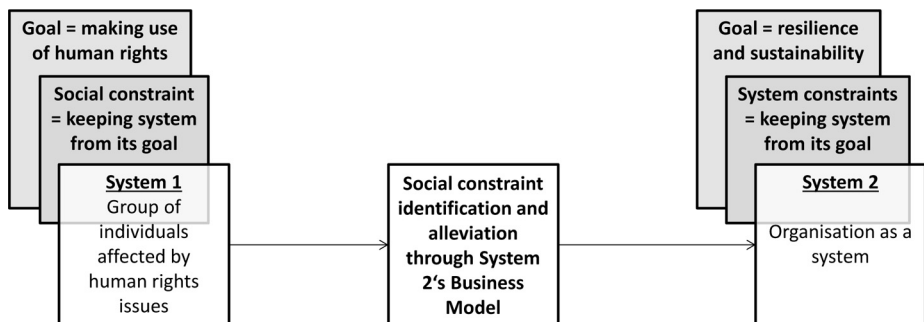 Goal = making use
of human rights
Social constraint
= keeping system
from its goal
System 1
Group of
individuals
affected by
human rights
issues
Social constraint
identification and
alleviation through
System
2‘s Business
Model
Goal = resilience
and sustainability
System constraints
= keeping system
from its goal
System 2
Organisation as a
system